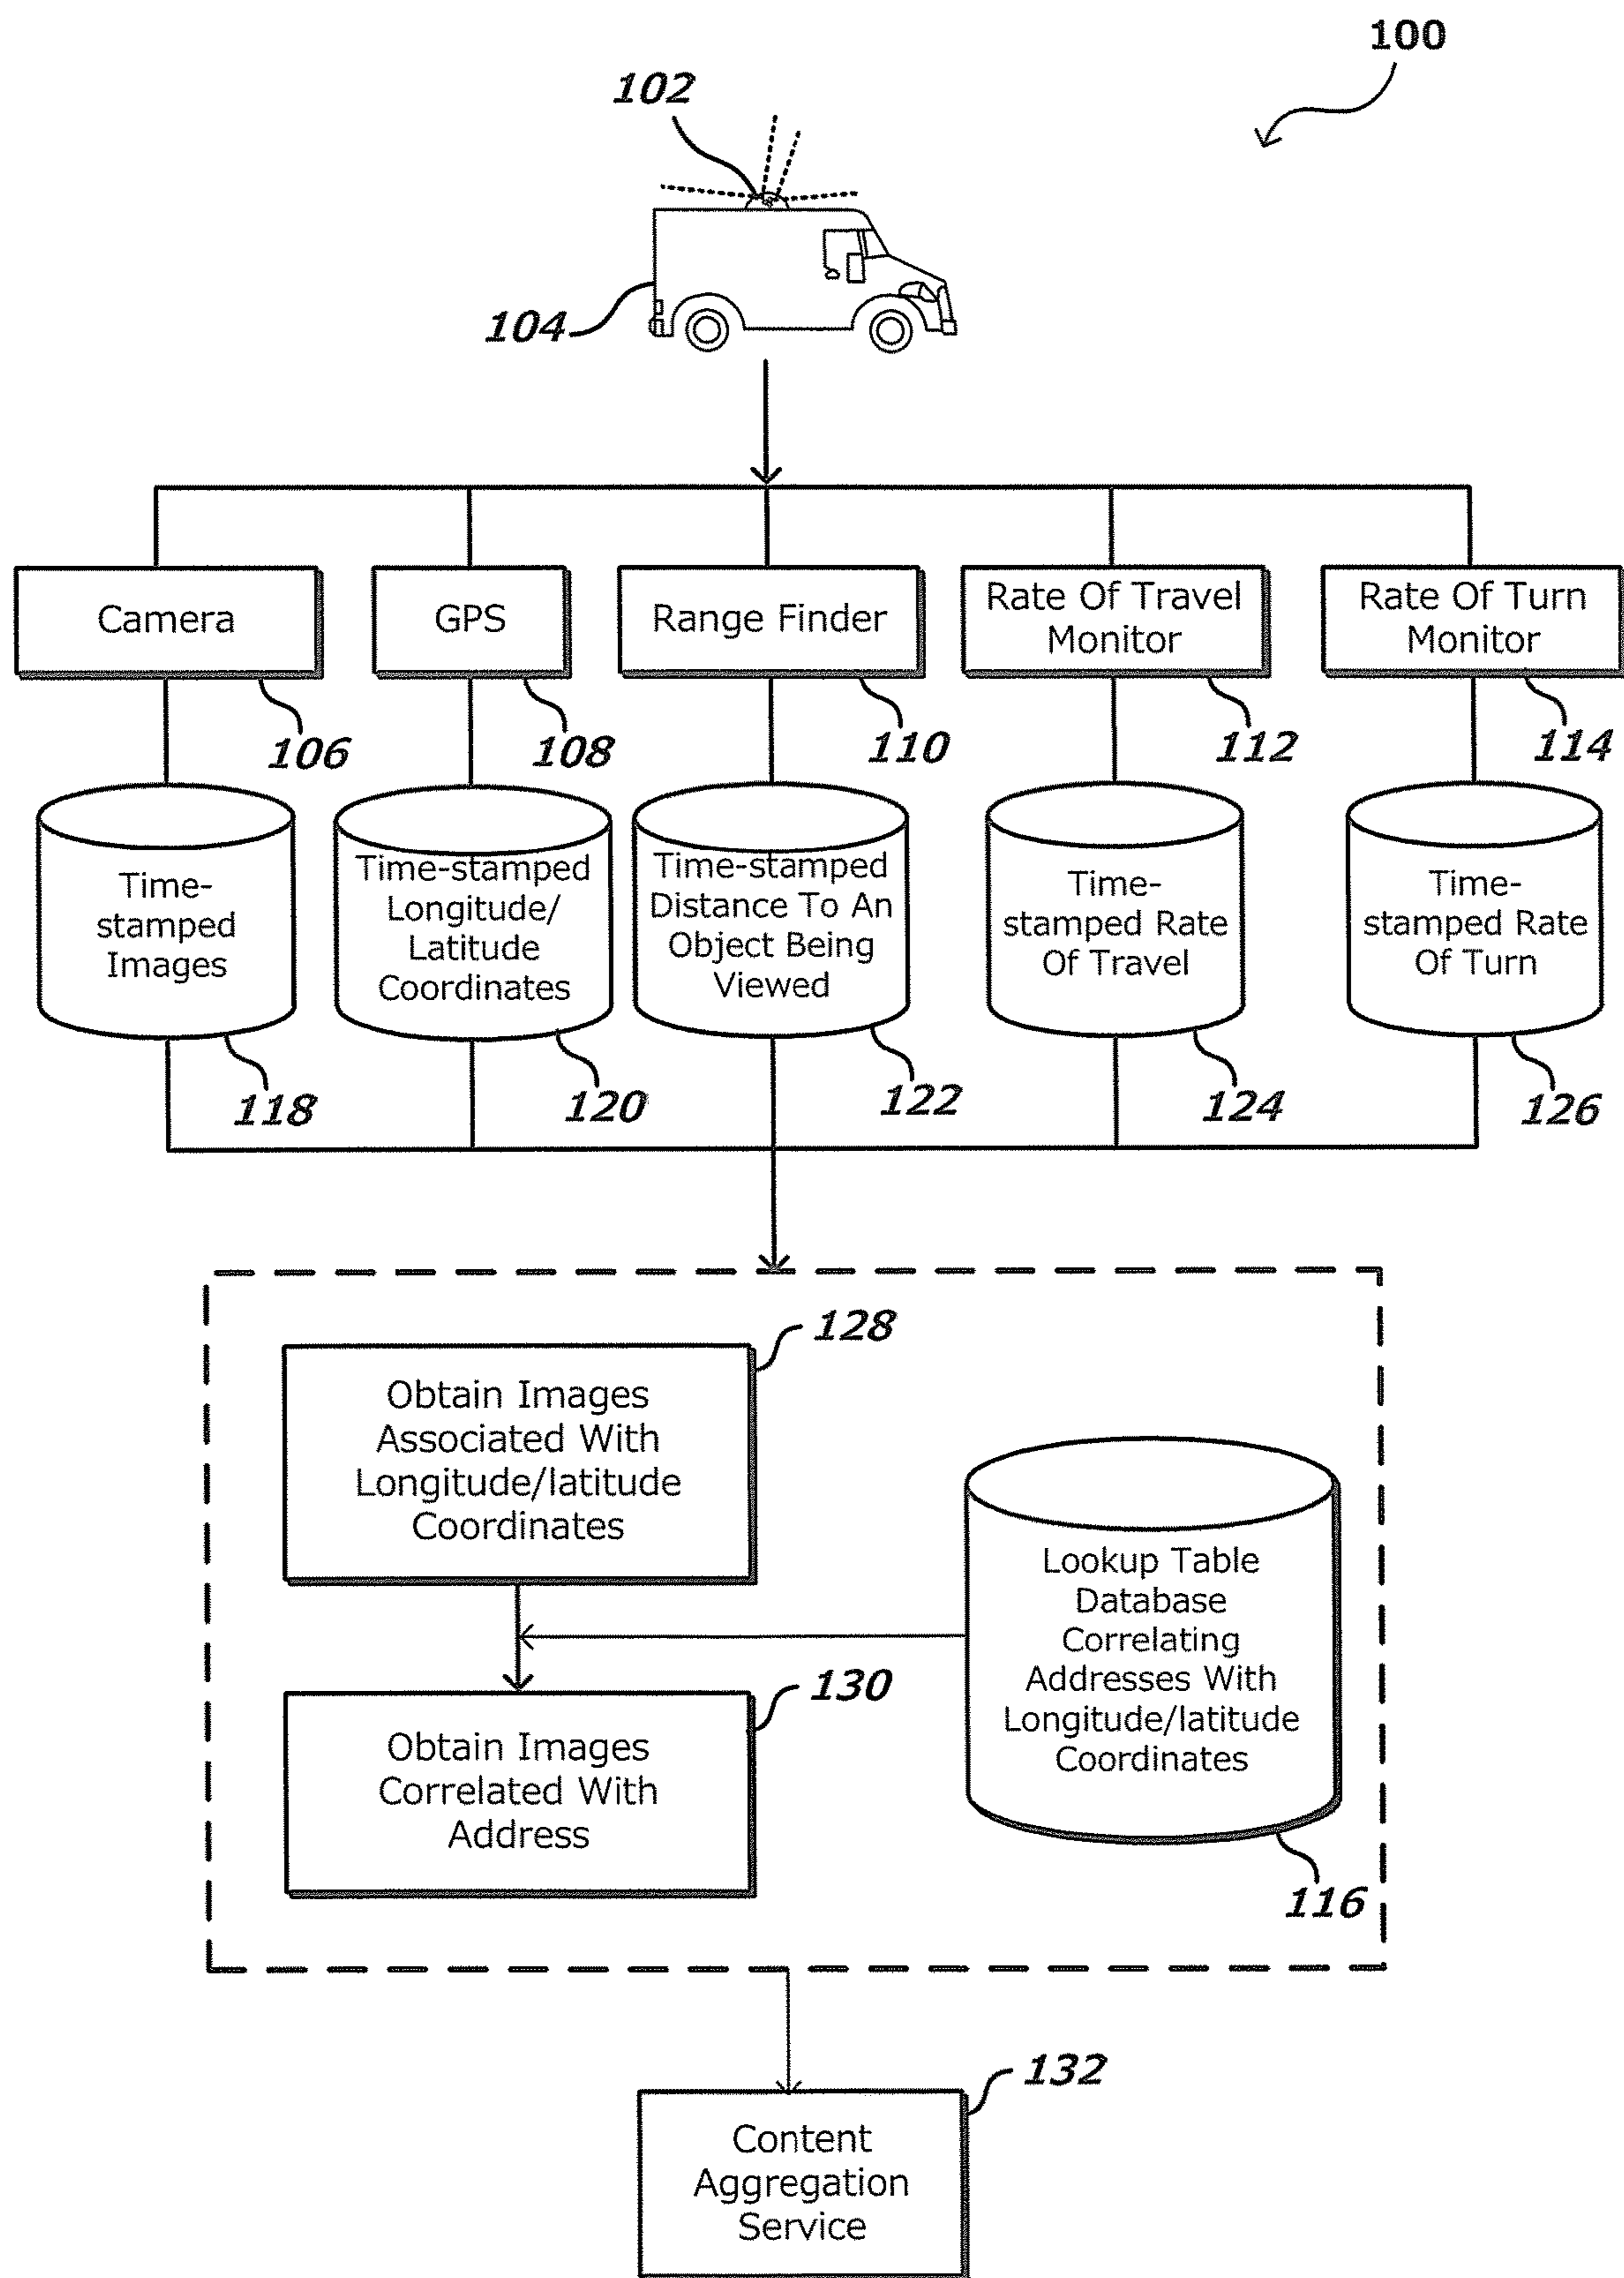 100
102
104
Camera
GPS
Range Finder
Rate Of Travel
Monitor
Rate Of Turn
Monitor
106
108
110
112
114
Time-
stamped
Images
Time-stamped
Longitude/
Latitude
Coordinates
Time-stamped
Distance To An
Object Being
Viewed
Time-
stamped Rate
Of Travel
Time-
stamped Rate
Of Turn
118
120
122
124
126
128
Obtain Images
Associated With
Longitude/latitude
Coordinates
Lookup Table
Database
Correlating
Addresses With
Longitude/latitude
Coordinates
130
Obtain Images
Correlated With
Address
116
132
Content
Aggregation
Service